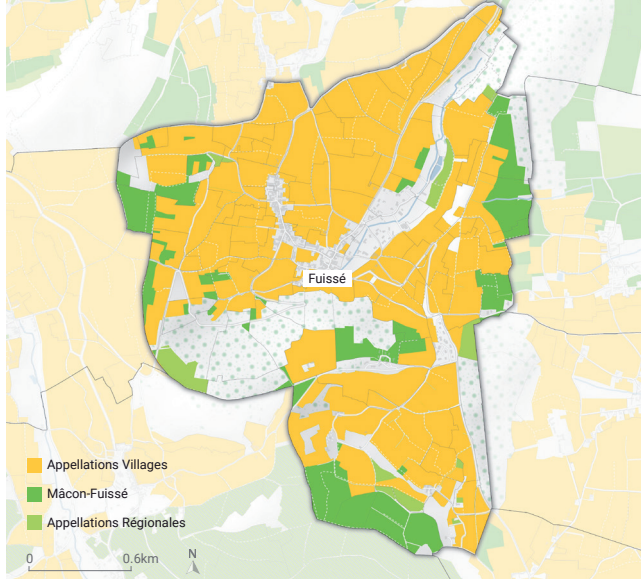 Fuissé
Appellations Villages
Mâcon-Fuissé
Appellations Régionales
0 0.6km
N